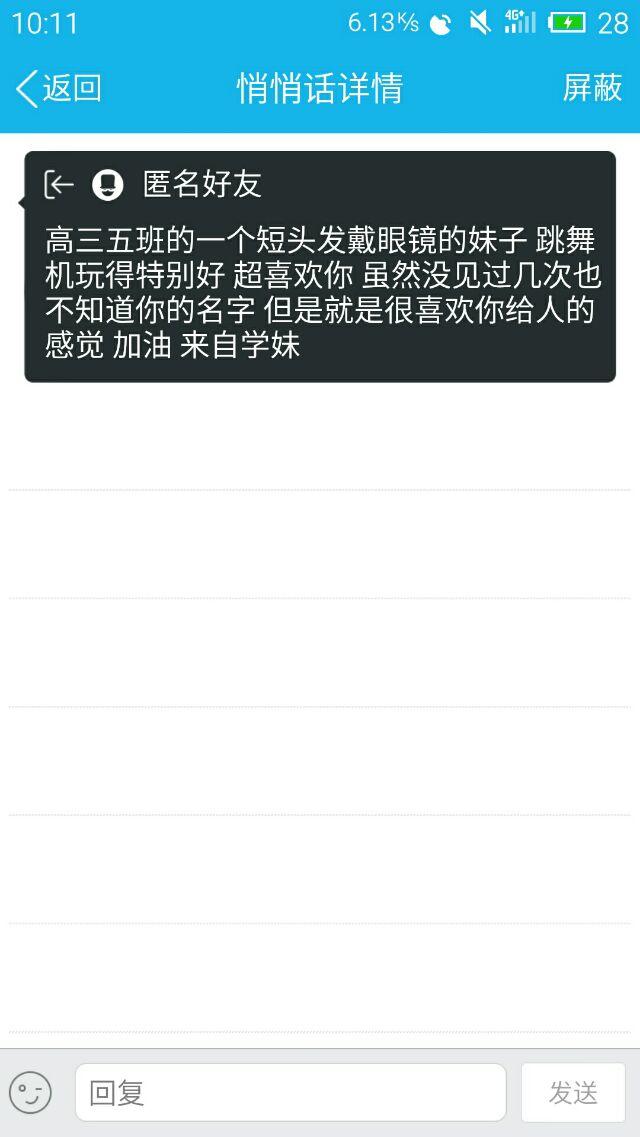 10:11 6.13K/s 4G 28
返回 悄悄话详情 屏蔽
匿名好友
高三五班的一个短头发戴眼镜的妹子 跳舞
机玩得特别好 超喜欢你 虽然没见过几次也
不知道你的名字 但是就是很喜欢你给人的
感觉 加油 来自学妹
回复 发送